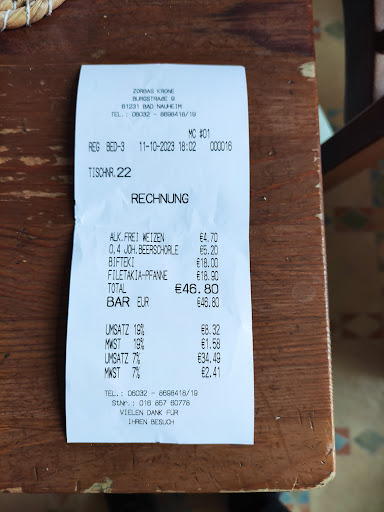 ZORBAS KRONE
BURGSTRAßE 9
61231 BAD NAUHEIM
TEL.: 06032 - 8698418/19
MC #01
REG BED-3 11-10-2023 18:02 000016
TISCHNR.22
RECHNUNG
ALK.FREI WEIZEN €4.70
0,4 JOH.BEERSCHORLE €5.20
BIFTEKI €18.00
FILETAKIA-PFANNE €18.90
TOTAL €46.80
BAR EUR €46.80
UMSATZ 19% €8.32
MWST 19% €1.58
UMSATZ 7% €34.49
MWST 7% €2.41
TEL.: 06032 - 8698418/19
StNr.: 016 857 60778
VIELEN DANK FÜR
IHREN BESUCH